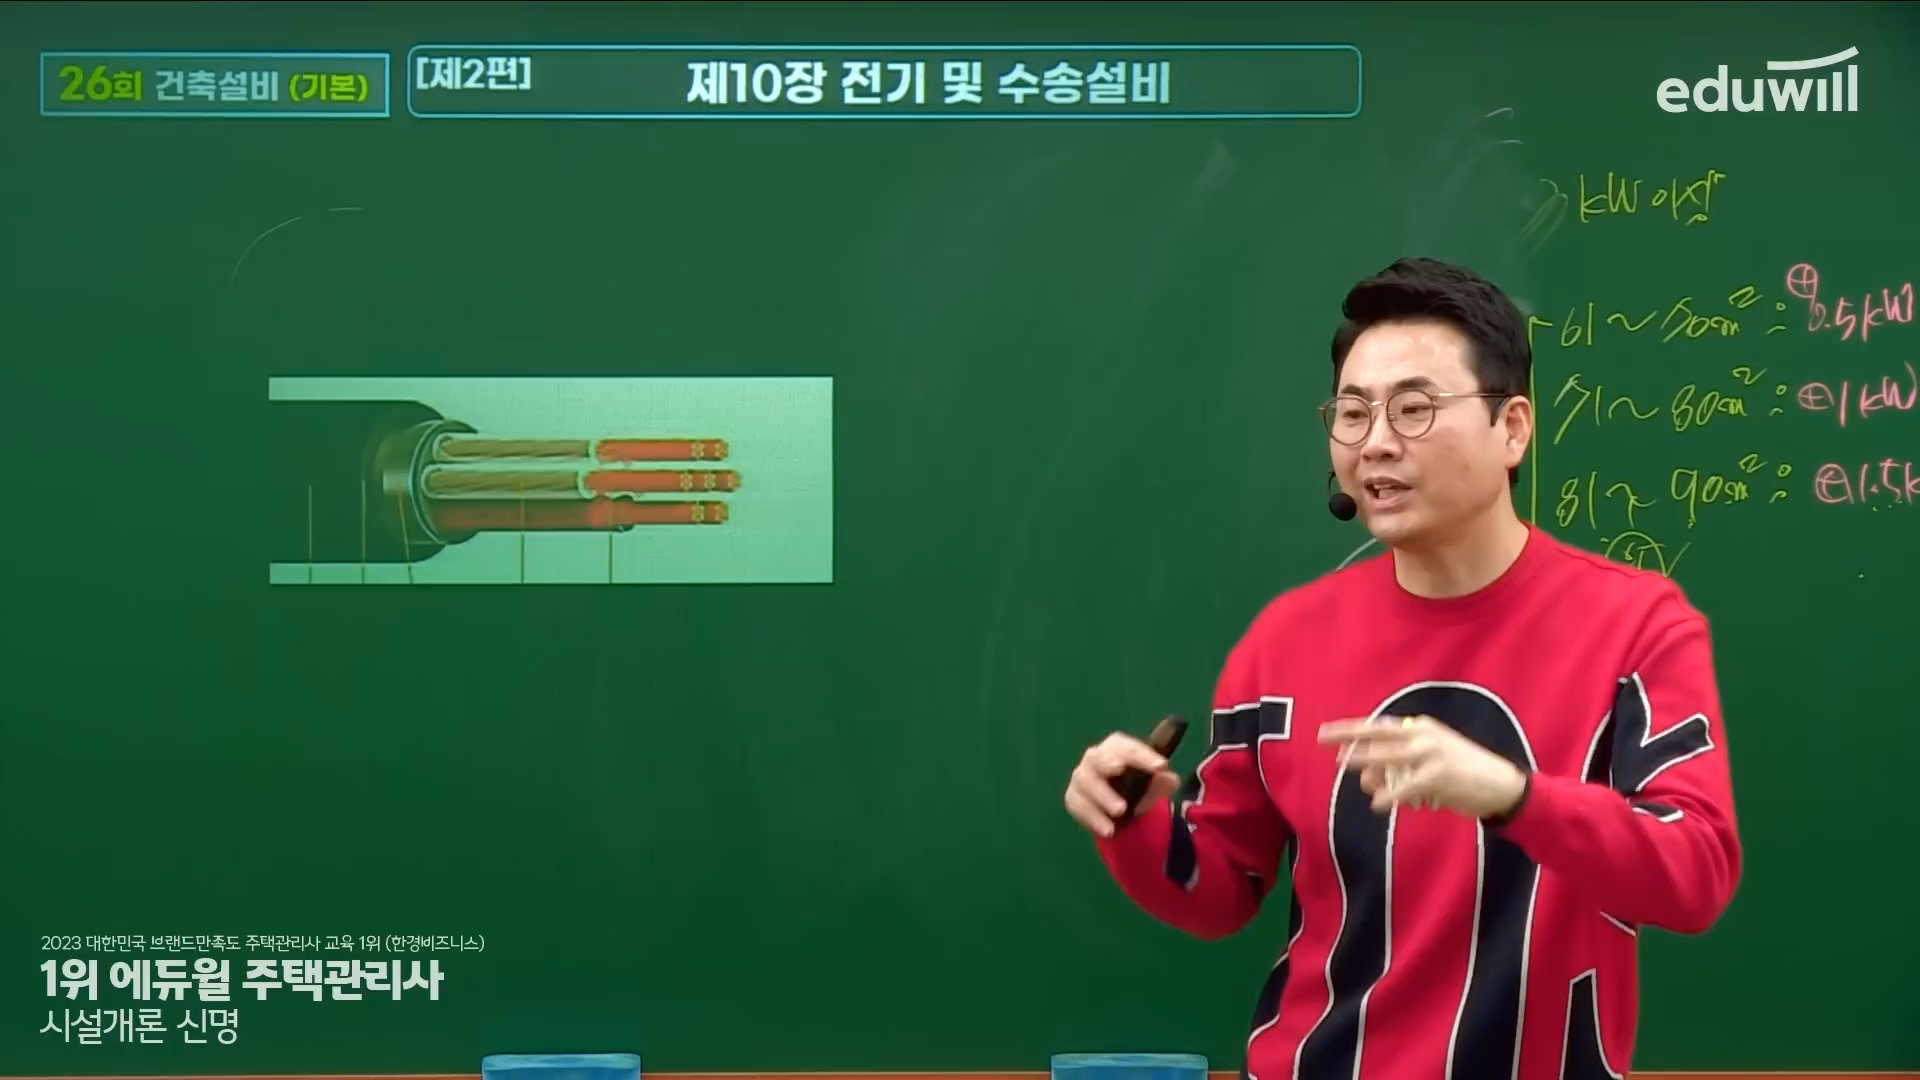 26회 건축설비 (기본)
[제2편] 제10장 전기 및 수송설비
eduwill
kW 이상
61~70m² : ⊕0.5kW
71~80m² : ⊕1kW
81~90m² : ⊕1.5k
2023 대한민국 브랜드만족도 주택관리사 교육 1위 (한경비즈니스)
1위 에듀윌 주택관리사
시설개론 신명